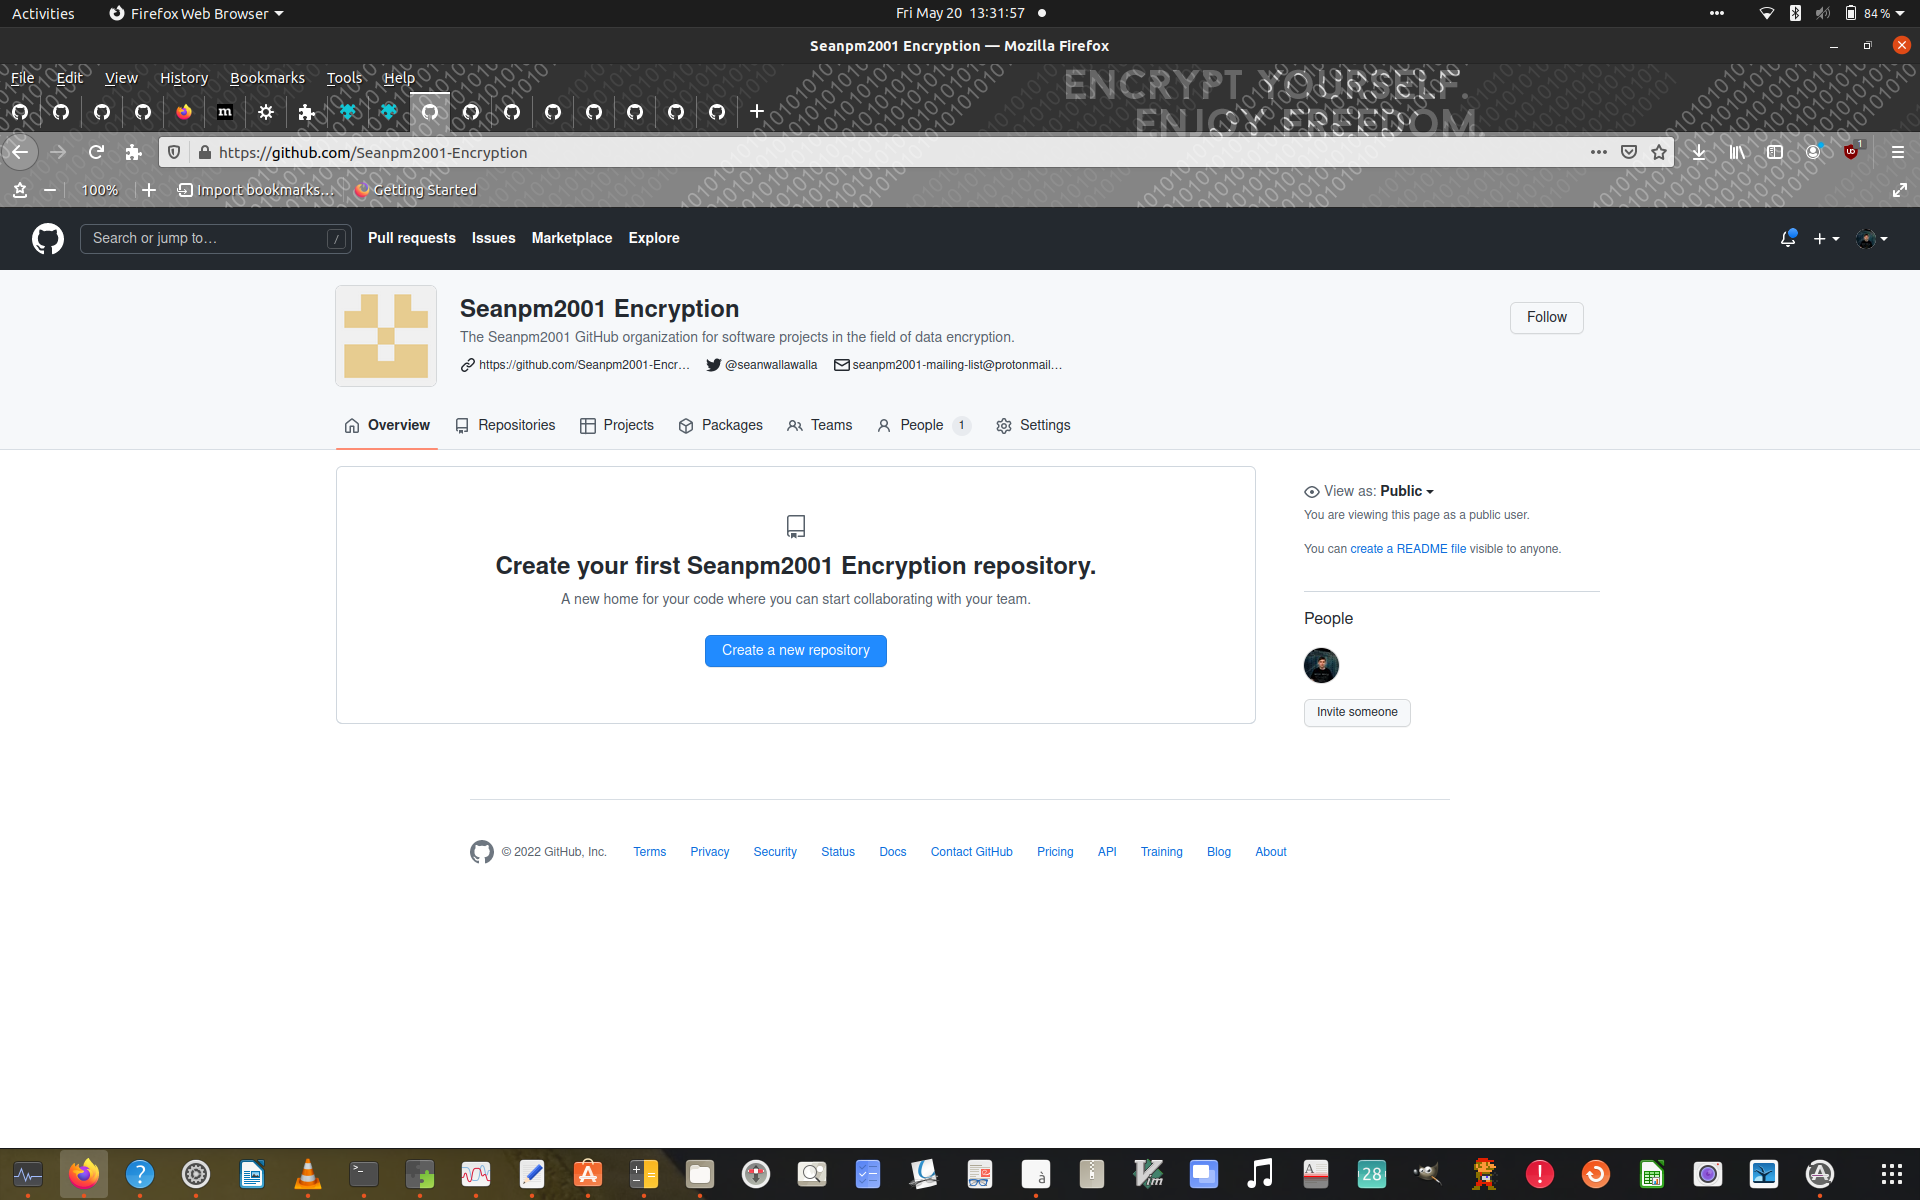 Activities Firefox Web Browser Fri May 20 13:31:57 84 %
Seanpm2001 Encryption — Mozilla Firefox
File Edit View History Bookmarks Tools Help
ENCRYPT YOURSELF.
ENJOY FREEDOM.
m
https://github.com/Seanpm2001-Encryption
1
100% Import bookmarks... Getting Started
Search or jump to... / Pull requests Issues Marketplace Explore
Seanpm2001 Encryption
Follow
The Seanpm2001 GitHub organization for software projects in the field of data encryption.
https://github.com/Seanpm2001-Encr... @seanwallawalla seanpm2001-mailing-list@protonmail...
Overview Repositories Projects Packages Teams People 1 Settings
View as: Public
You are viewing this page as a public user.
You can create a README file visible to anyone.
Create your first Seanpm2001 Encryption repository.
A new home for your code where you can start collaborating with your team.
Create a new repository
People
Invite someone
© 2022 GitHub, Inc. Terms Privacy Security Status Docs Contact GitHub Pricing API Training Blog About
28